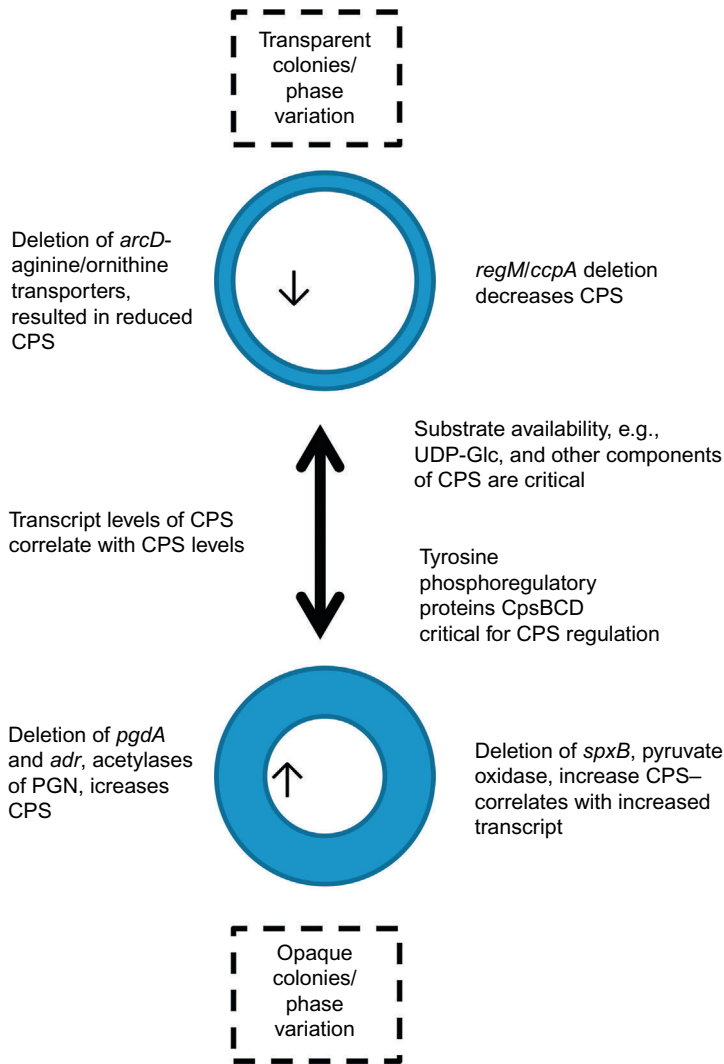 Transparent
colonies/
phase
variation
Deletion of arcD-
aginine/ornithine
transporters,
resulted in reduced
CPS
regM/ccpA deletion
decreases CPS
Substrate availability, e.g.,
UDP-Glc, and other components
of CPS are critical
Transcript levels of CPS
correlate with CPS levels
Tyrosine
phosphoregulatory
proteins CpsBCD
critical for CPS regulation
Deletion of pgdA
and adr, acetylases
of PGN, icreases
CPS
Deletion of spxB, pyruvate
oxidase, increase CPS–
correlates with increased
transcript
Opaque
colonies/
phase
variation